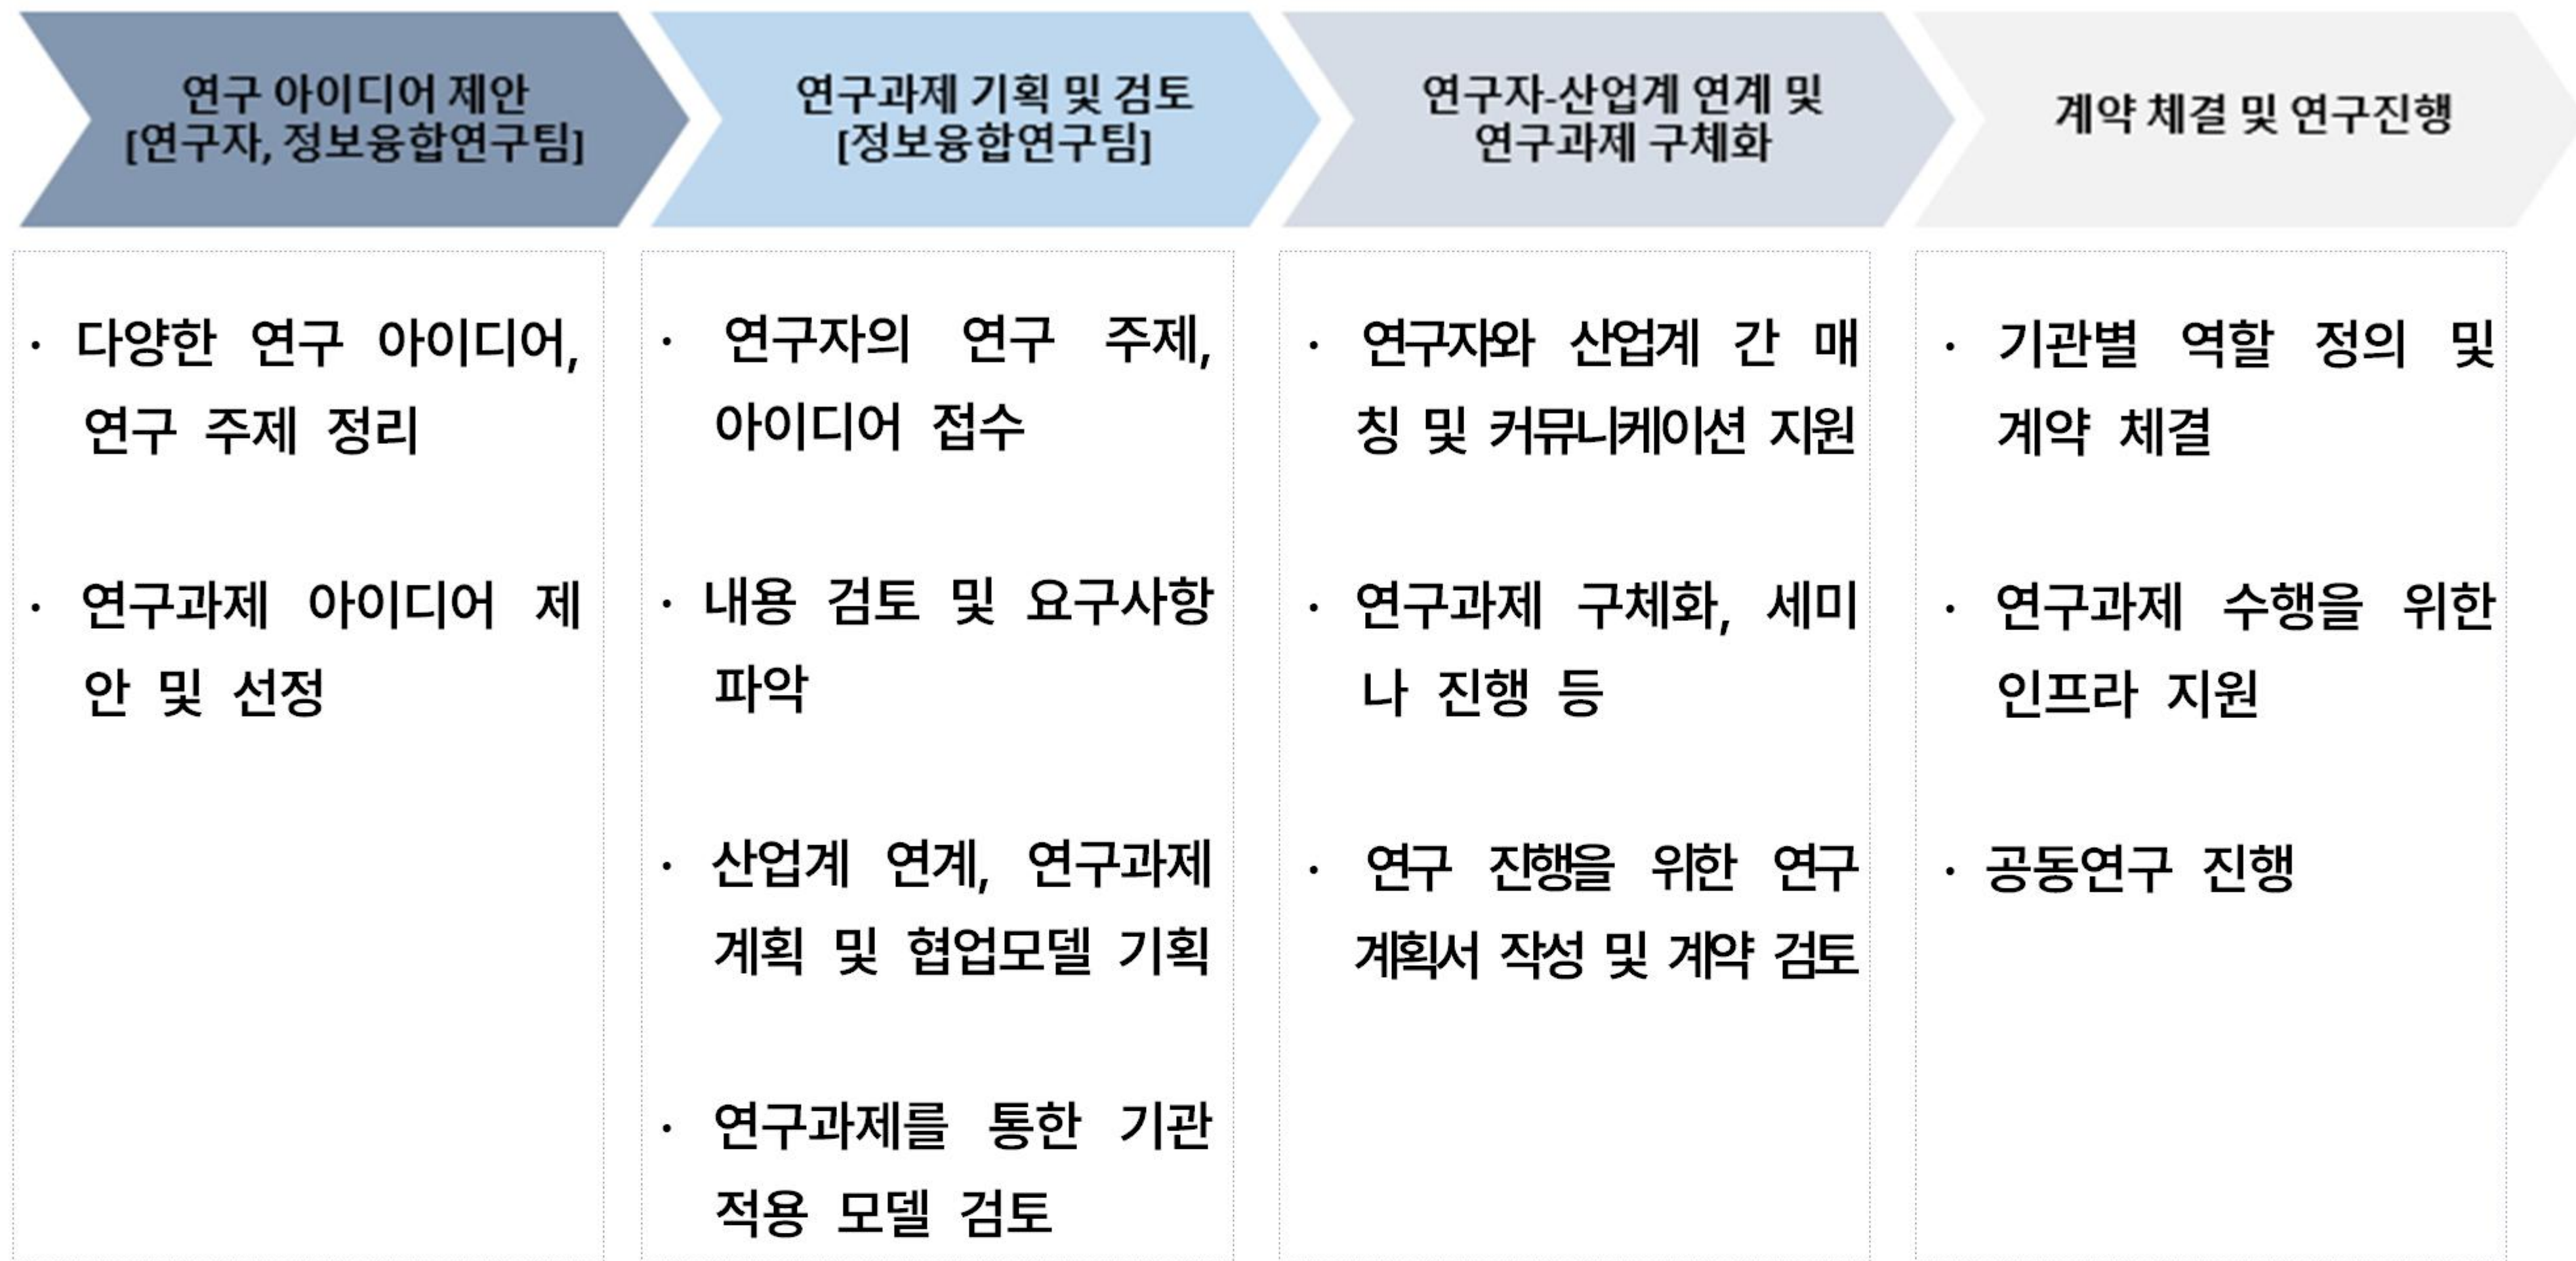 연구 아이디어 제안
[연구자, 정보융합연구팀]
연구과제 기획 및 검토
[정보융합연구팀]
연구자-산업계 연계 및
연구과제 구체화
계약 체결 및 연구진행
· 다양한 연구 아이디어,
연구 주제 정리
· 연구과제 아이디어 제
안 및 선정
· 연구자의 연구 주제,
아이디어 접수
· 내용 검토 및 요구사항
파악
· 산업계 연계, 연구과제
계획 및 협업모델 기획
· 연구과제를 통한 기관
적용 모델 검토
· 연구자와 산업계 간 매
칭 및 커뮤니케이션 지원
· 연구과제 구체화, 세미
나 진행 등
· 연구 진행을 위한 연구
계획서 작성 및 계약 검토
· 기관별 역할 정의 및
계약 체결
· 연구과제 수행을 위한
인프라 지원
· 공동연구 진행